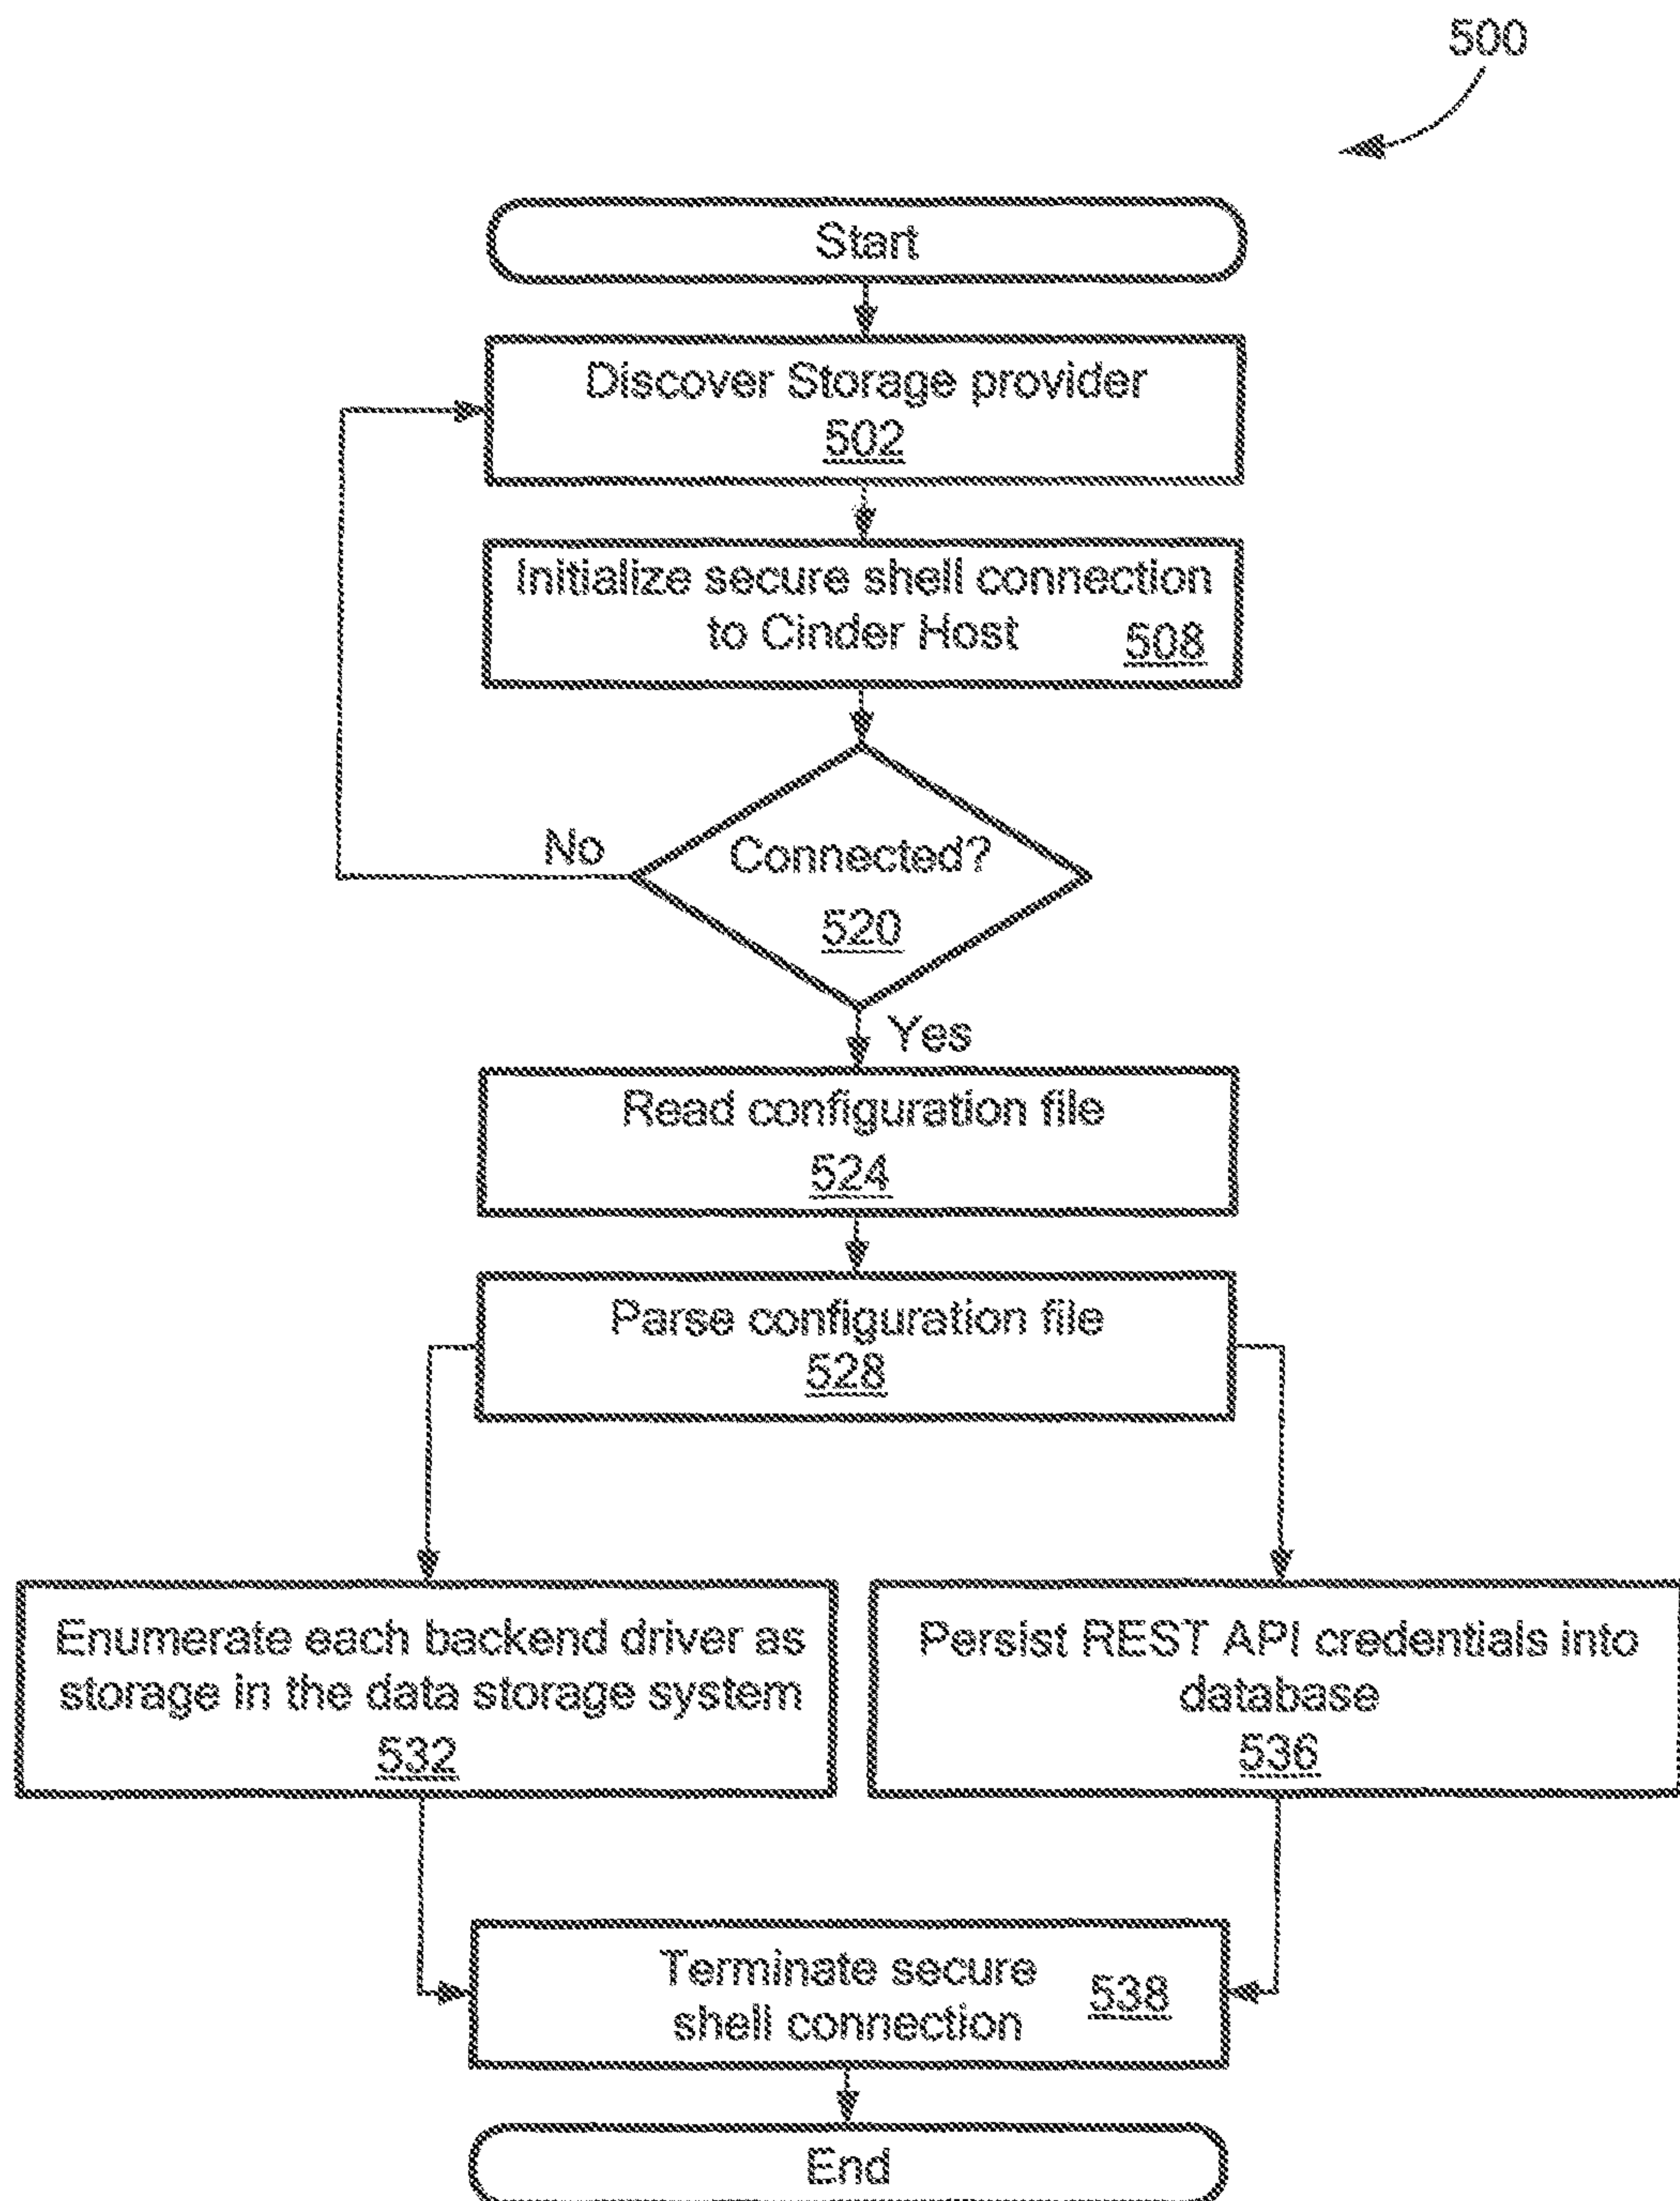 500
Start
Discover Storage provider
502
Initialize secure shell connection
to Cinder Host 508
Connected?
No
520
Yes
Read configuration file
524
Parse configuration file
528
Enumerate each backend driver as
storage in the data storage system
532
Persist REST API credentials into
database
536
Terminate secure
shell connection
538
End